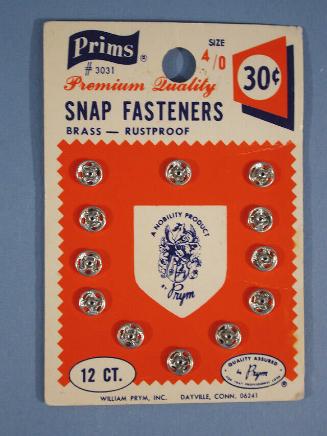 Prims ®
# 3031
SIZE
4/0
30¢
Premium Quality
SNAP FASTENERS
BRASS — RUSTPROOF
A NOBILITY PRODUCT
BY Prym
12 CT.
QUALITY ASSURED
by Prym
®
WILLIAM PRYM, INC. DAYVILLE, CONN. 06241